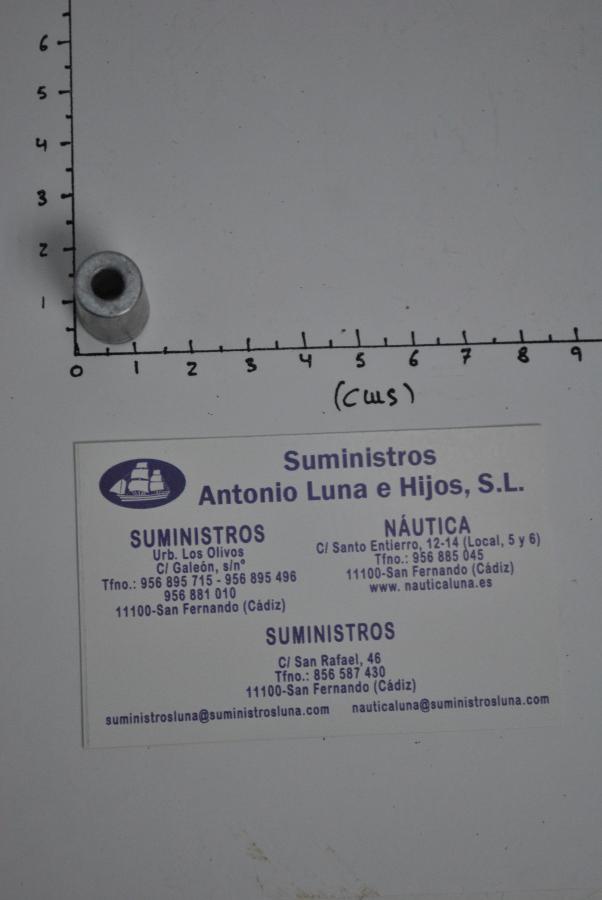 6
5
4
3
2
1
0 1 2 3 4 5 6 7 8 9
(cms)
Suministros
Antonio Luna e Hijos, S.L.
SUMINISTROS
Urb. Los Olivos
C/ Galeón, s/nº
Tfno.: 956 895 715 - 956 895 496
956 881 010
11100-San Fernando (Cádiz)
NÁUTICA
C/ Santo Entierro, 12-14 (Local, 5 y 6)
Tfno.: 956 885 045
11100-San Fernando (Cádiz)
www. nauticaluna.es
SUMINISTROS
C/ San Rafael, 46
Tfno.: 856 587 430
11100-San Fernando (Cádiz)
suministrosluna@suministrosluna.com nauticaluna@suministrosluna.com